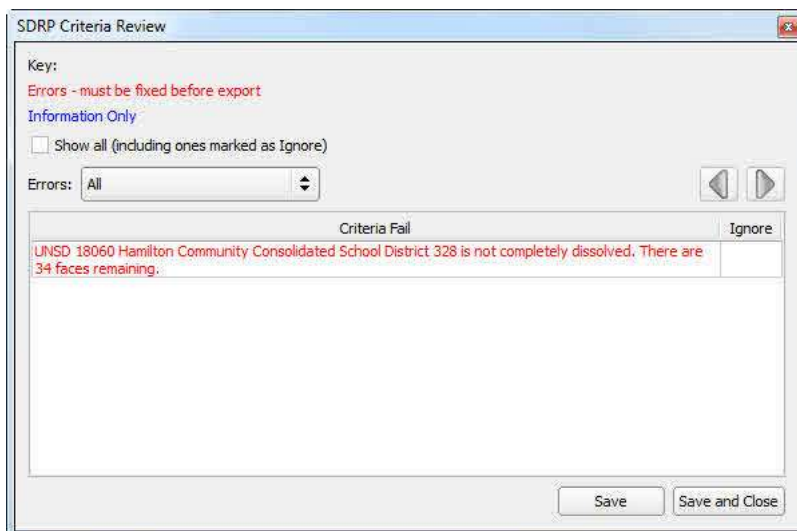 SDRP Criteria Review
Key:
Errors - must be fixed before export
Information Only
Show all (including ones marked as Ignore)
Errors: All
Criteria Fail Ignore
UNSD 18060 Hamilton Community Consolidated School District 328 is not completely dissolved. There are
34 faces remaining.
Save Save and Close